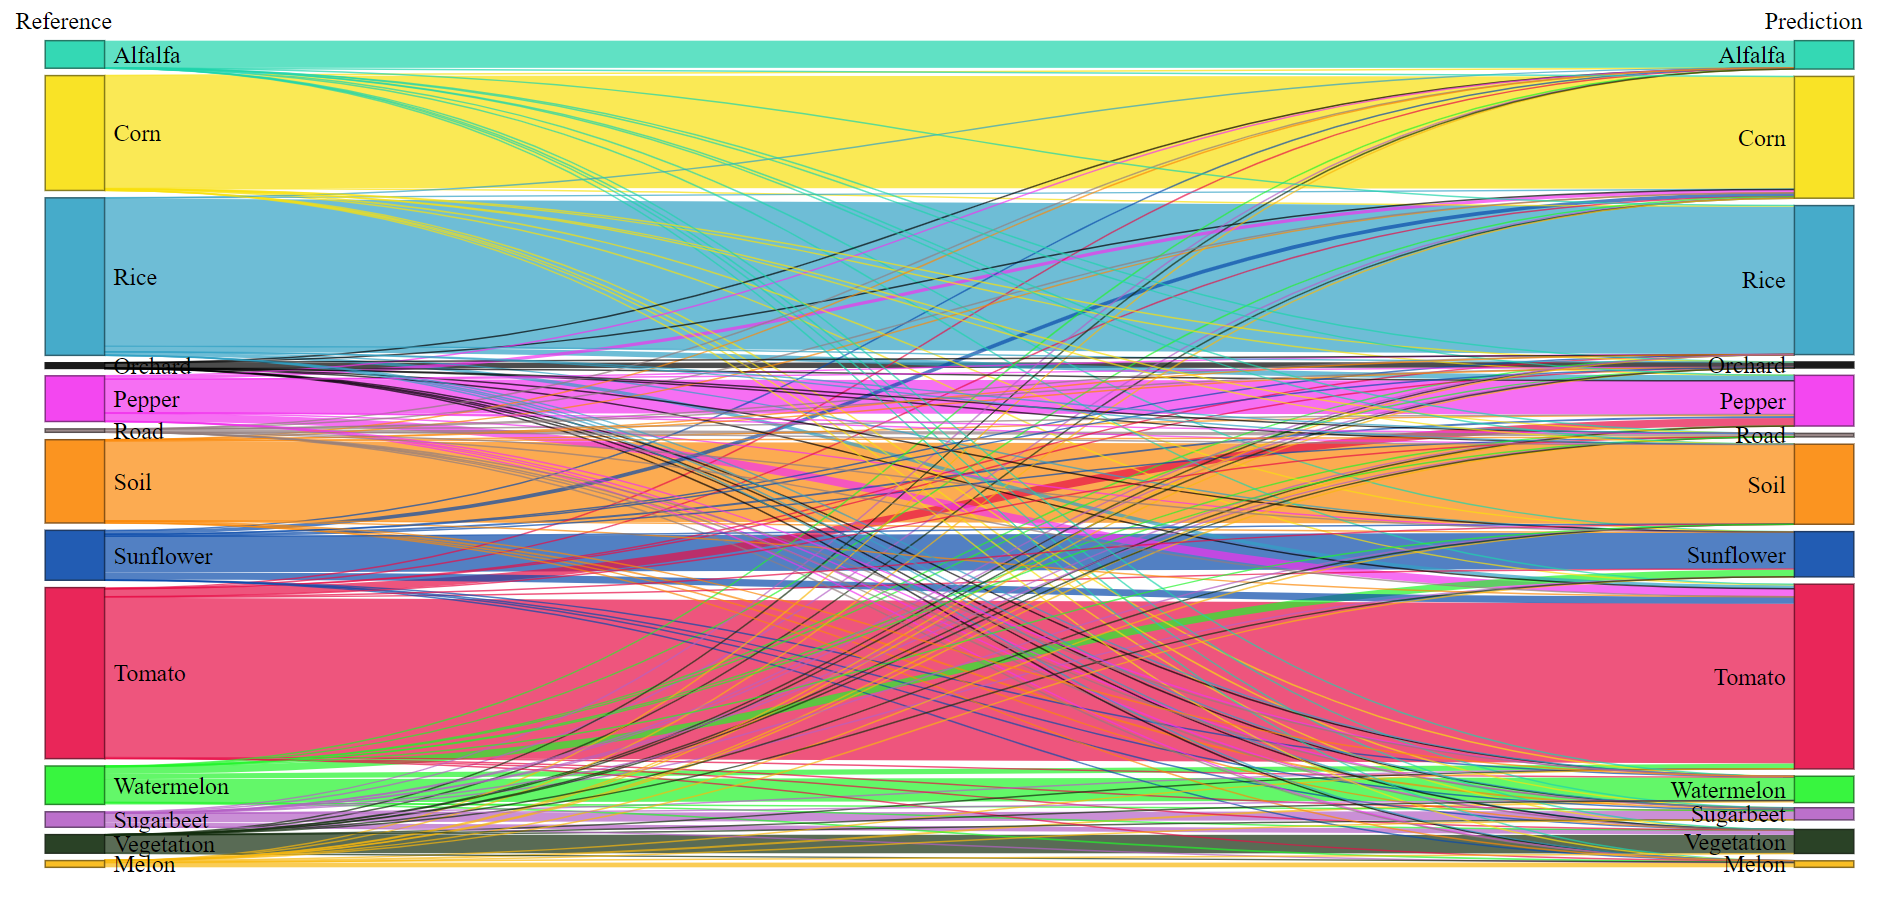 Reference
Prediction
Alfalfa
Alfalfa
Corn
Corn
Rice
Rice
Orchard
Orchard
Pepper
Pepper
Road
Road
Soil
Soil
Sunflower
Sunflower
Tomato
Tomato
Watermelon
Watermelon
Sugarbeet
Sugarbeet
Vegetation
Vegetation
Melon
Melon